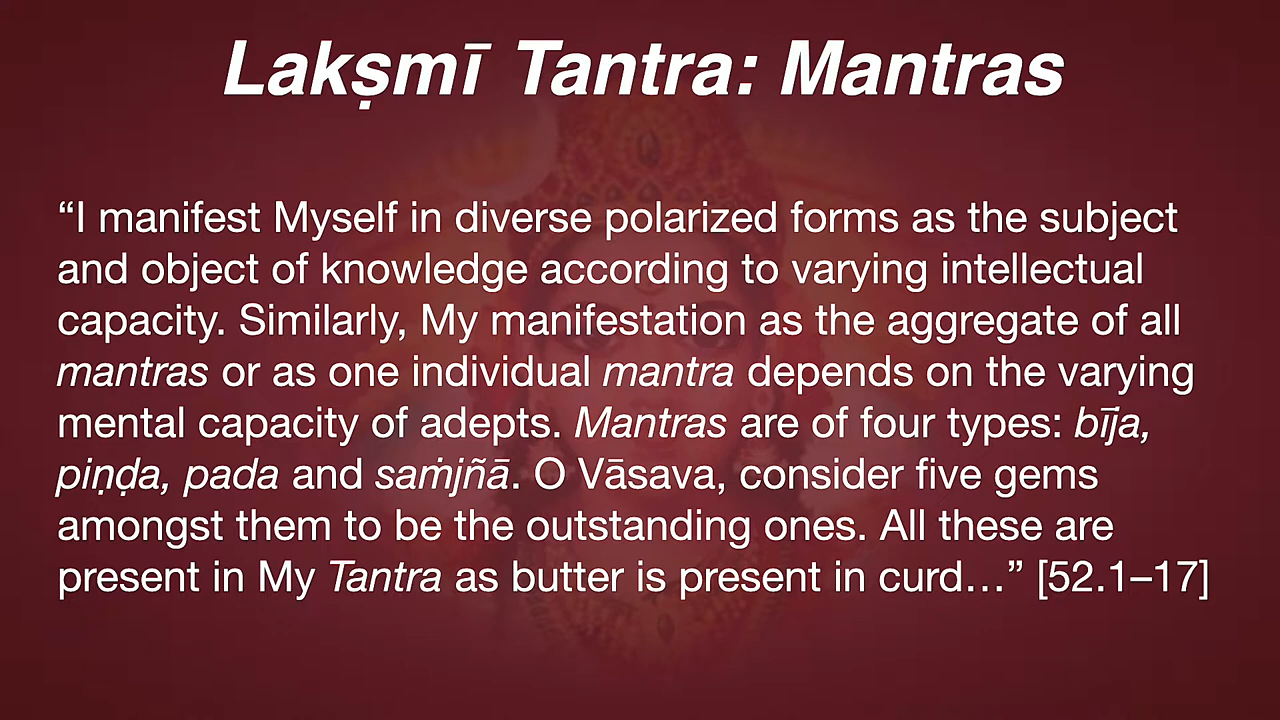 Lakṣmī Tantra: Mantras
“I manifest Myself in diverse polarized forms as the subject
and object of knowledge according to varying intellectual
capacity. Similarly, My manifestation as the aggregate of all
mantras or as one individual mantra depends on the varying
mental capacity of adepts. Mantras are of four types: bīja,
piṇḍa, pada and saṁjñā. O Vāsava, consider five gems
amongst them to be the outstanding ones. All these are
present in My Tantra as butter is present in curd…” [52.1–17]